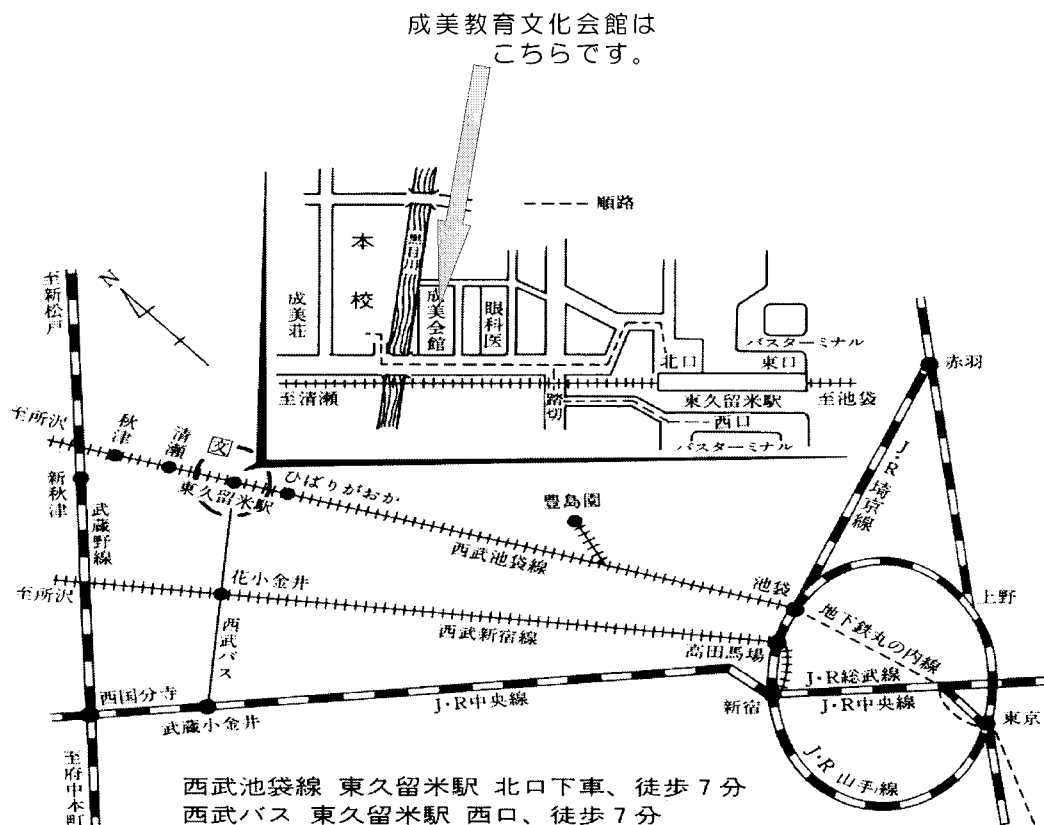 成美教育文化会館は
こちらです。
順路
本校
黒目川
成美荘
成美会館
眼科医
バスターミナル
北口
東口
至清瀬
踏切
東久留米駅
至池袋
西口
バスターミナル
N
至新松戸
赤羽
至所沢
秋津
清瀬
文
東久留米駅
ひばりがおか
新秋津
武蔵野線
豊島園
J·R埼京線
西武池袋線
至所沢
花小金井
池袋
上野
地下鉄丸の内線
西武バス
西武新宿線
高田馬場
西国分寺
武蔵小金井
J·R中央線
新宿
J·R総武線
J·R中央線
東京
J·R山手線
至府中本町
西武池袋線 東久留米駅 北口下車、徒歩7分
西武バス 東久留米駅 西口、徒歩7分